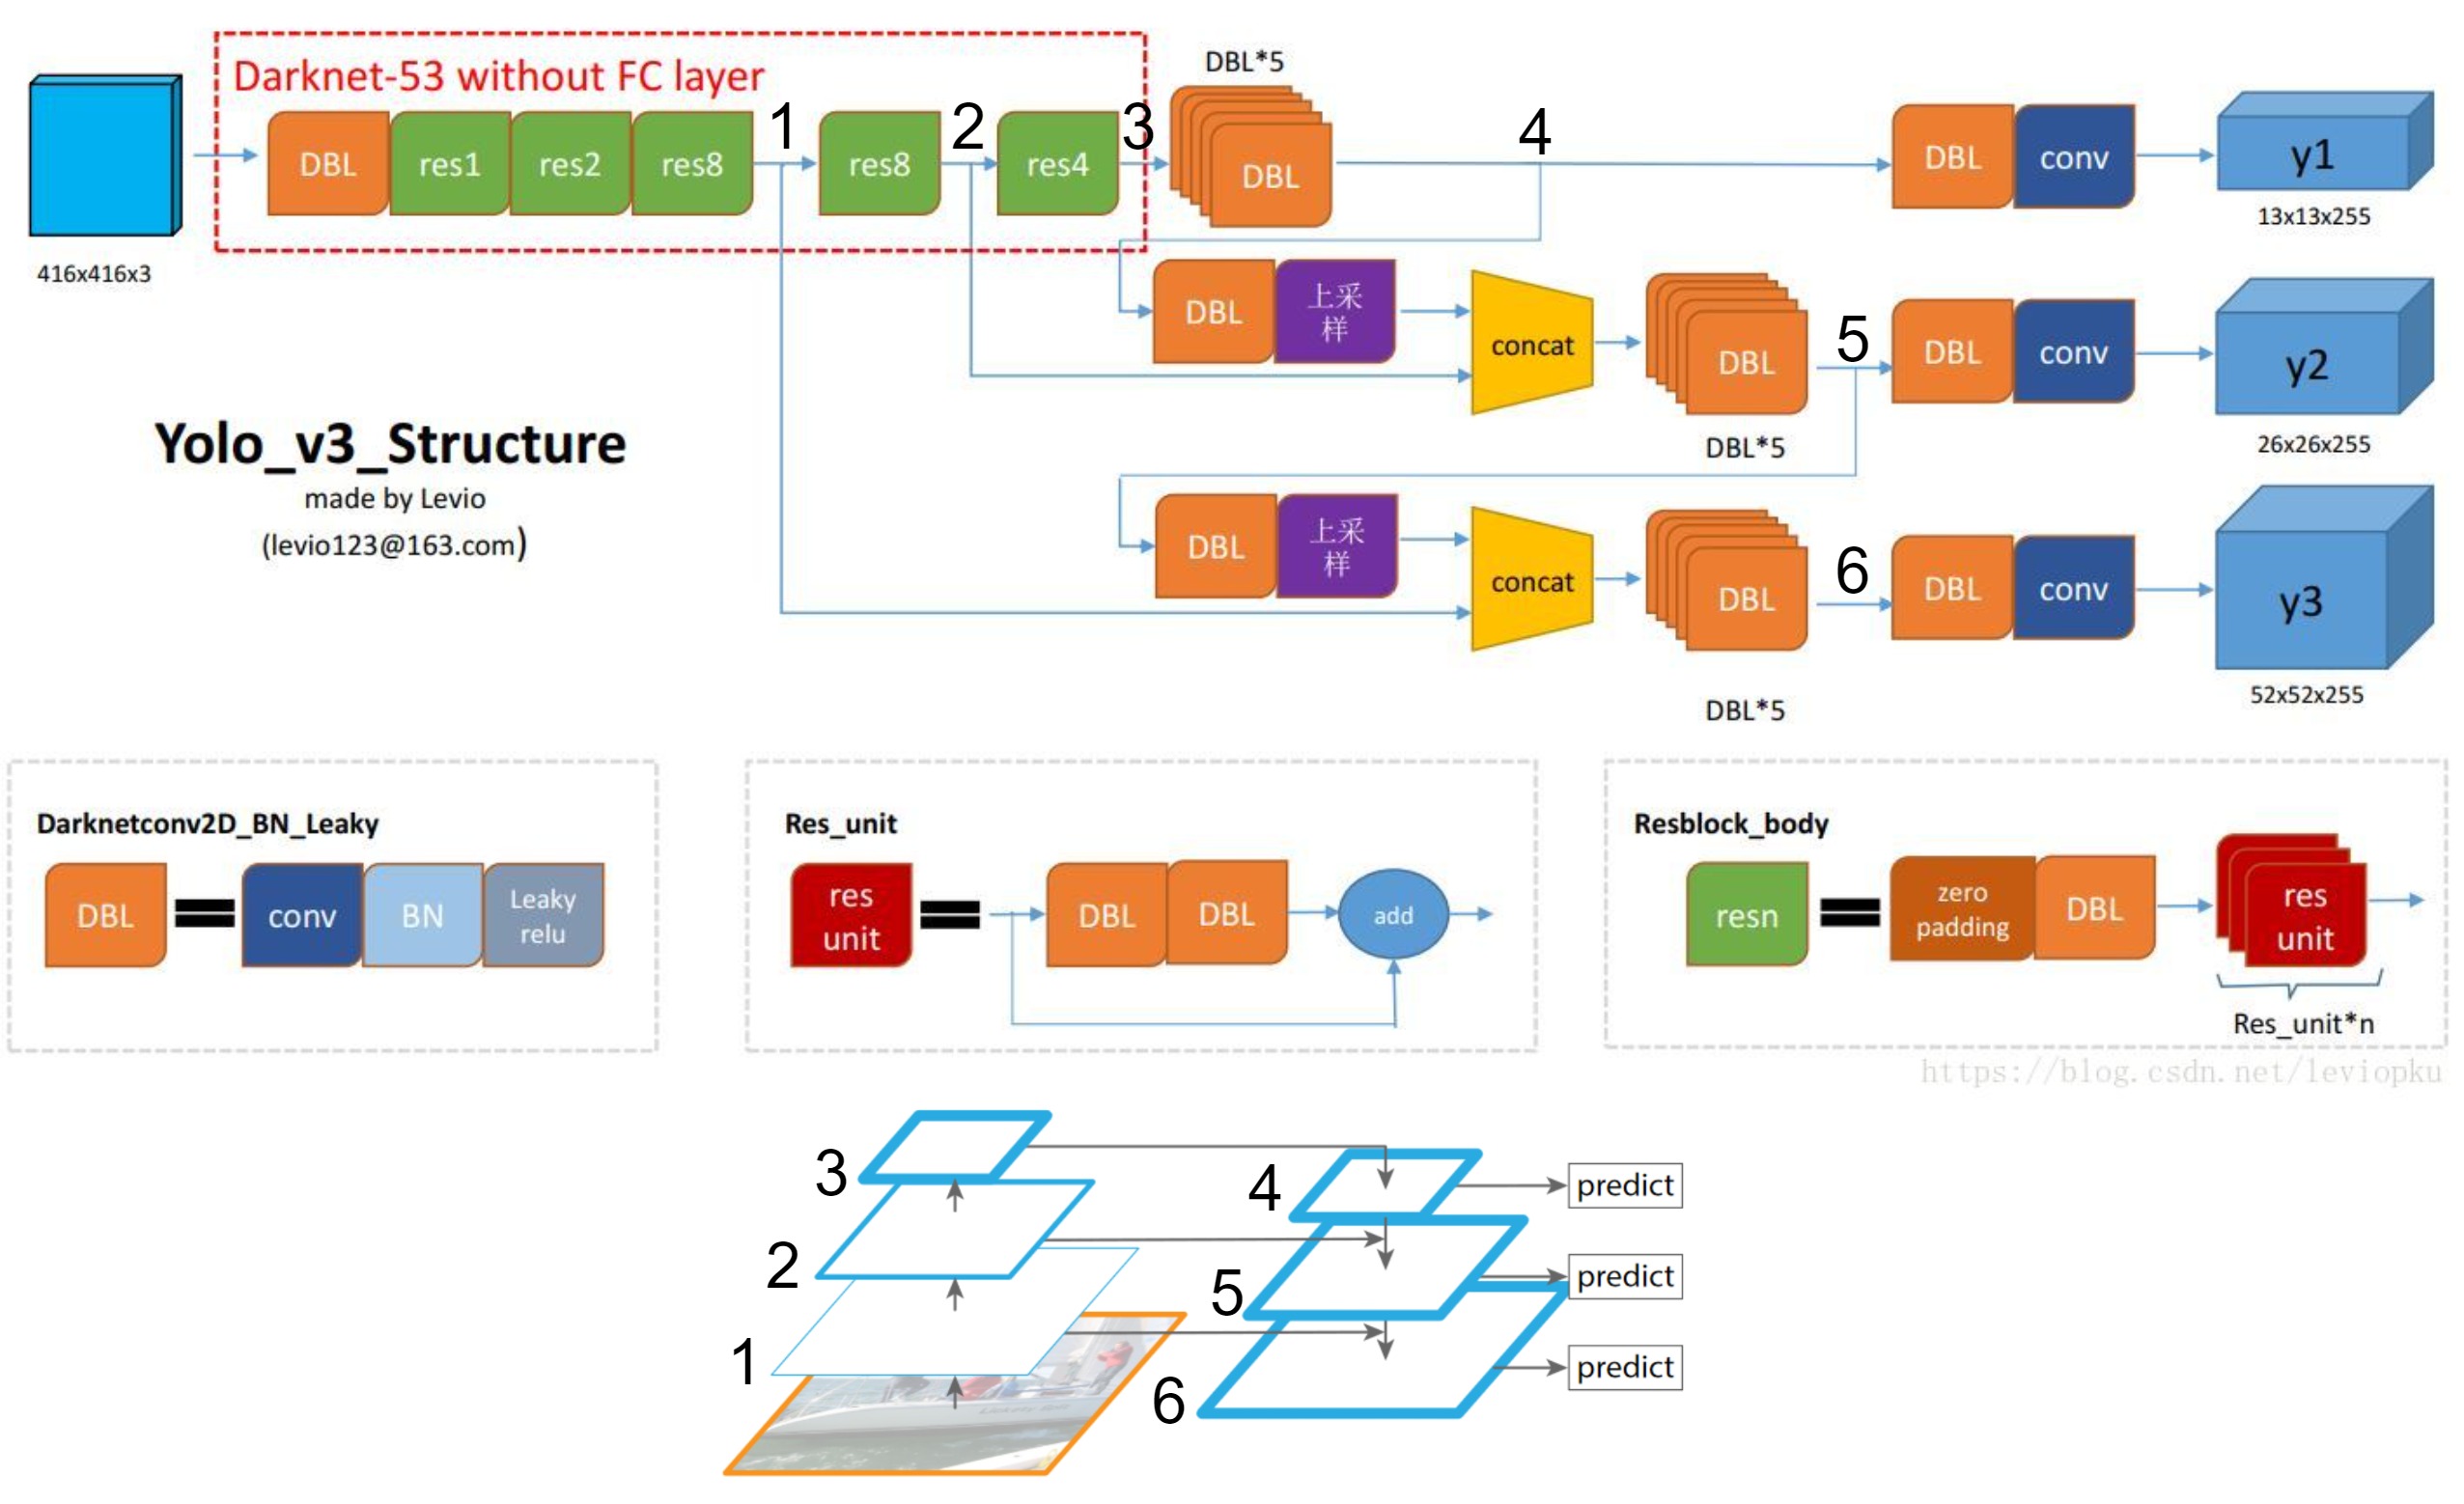 Darknet-53 without FC layer
DBL*5
1
2
3
4
DBL
res1
res2
res8
res8
res4
DBL
DBL
conv
y1
13x13x255
416x416x3
DBL
上采
样
concat
DBL
5
DBL
conv
y2
26x26x255
DBL*5
Yolo_v3_Structure
made by Levio
(levio123@163.com)
DBL
上采
样
concat
DBL
6
DBL
conv
y3
52x52x255
DBL*5
Darknetconv2D_BN_Leaky
DBL
conv
BN
Leaky
relu
Res_unit
res
unit
DBL
DBL
add
Resblock_body
resn
zero
padding
DBL
res
unit
Res_unit*n
https://blog.csdn.net/leviopku
3
4
predict
2
5
predict
1
6
predict